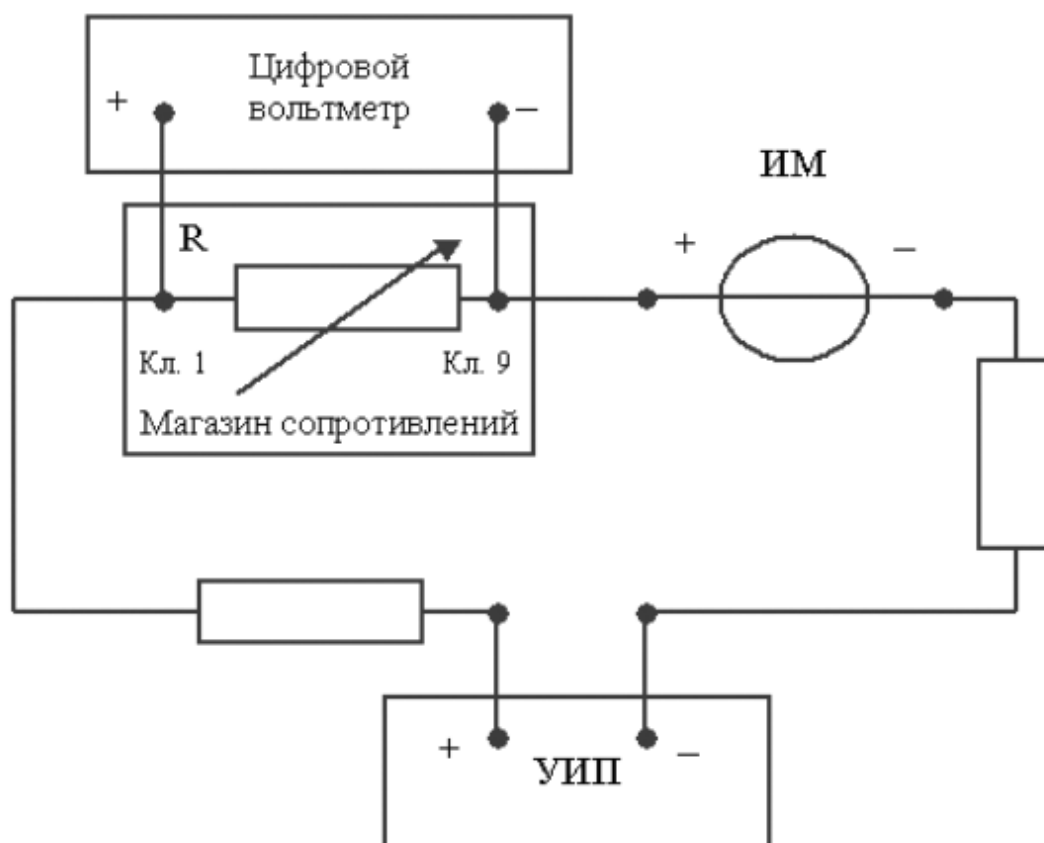 Цифровой
+ вольтметр –
ИМ
R
+ –
Кл. 1 Кл. 9
Магазин сопротивлений
+ УИП –